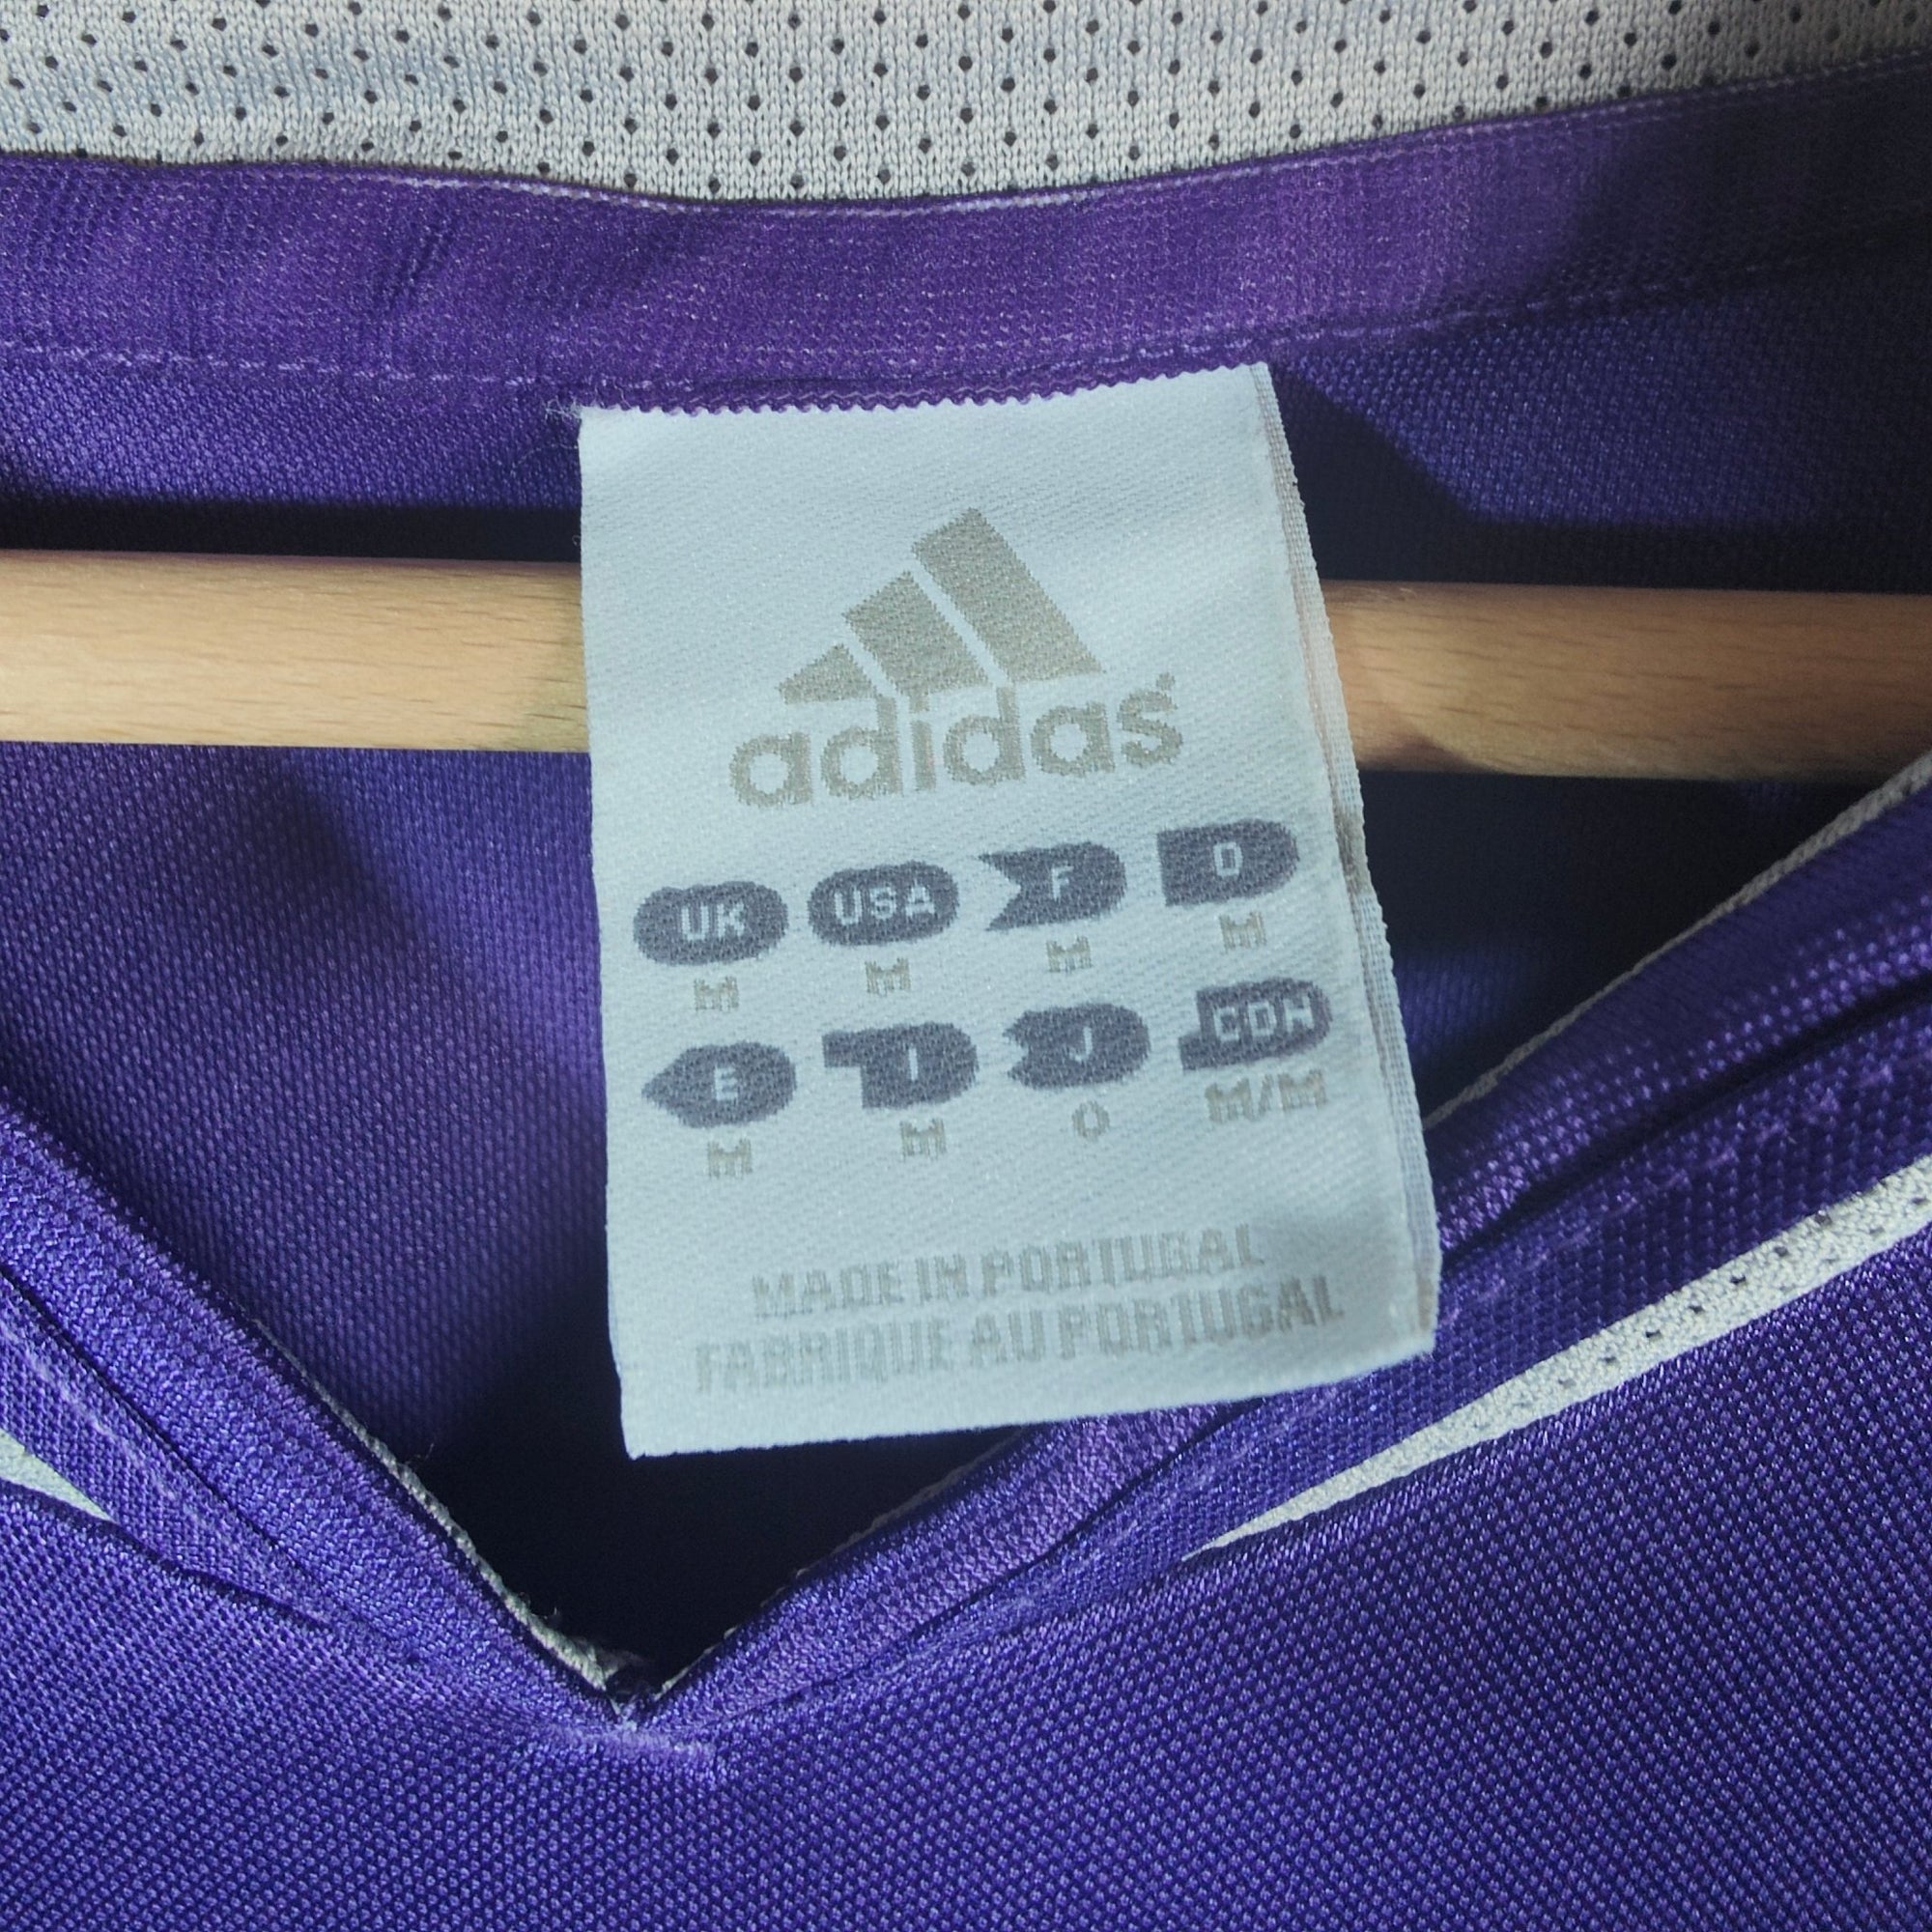 adidas
UK USA F D
M M M M
E I J CDN
M M O M/M
MADE IN PORTUGAL
FABRIQUE AU PORTUGAL